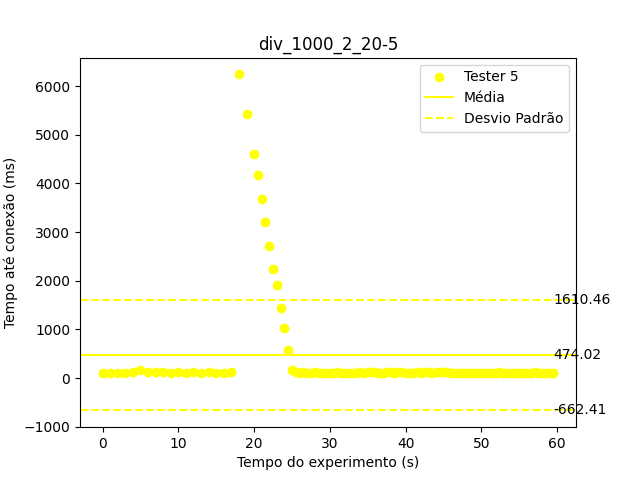 div_1000_2_20-5
Tester 5
Média
Desvio Padrão
Tempo até conexão (ms)
6000
5000
4000
3000
2000
1000
0
−1000
1610.46
474.02
-662.41
0 10 20 30 40 50 60
Tempo do experimento (s)